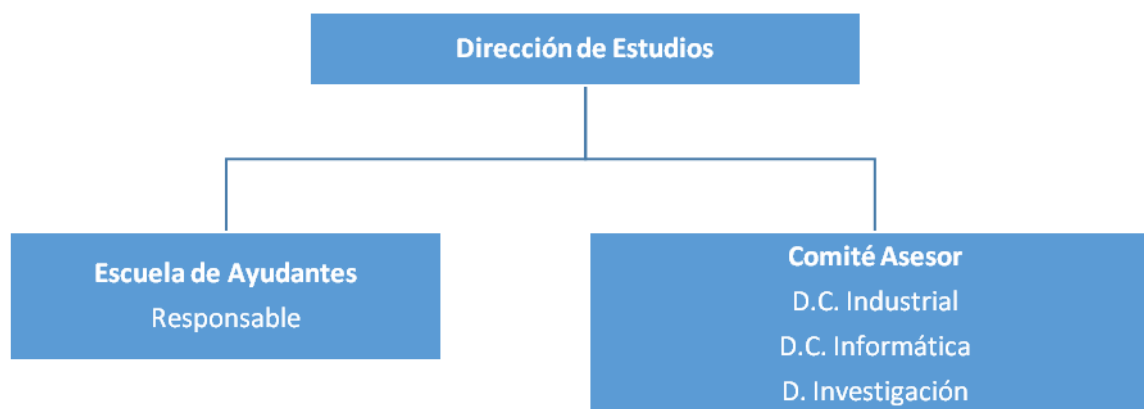 Dirección de Estudios
Escuela de Ayudantes
Responsable
Comité Asesor
D.C. Industrial
D.C. Informática
D. Investigación